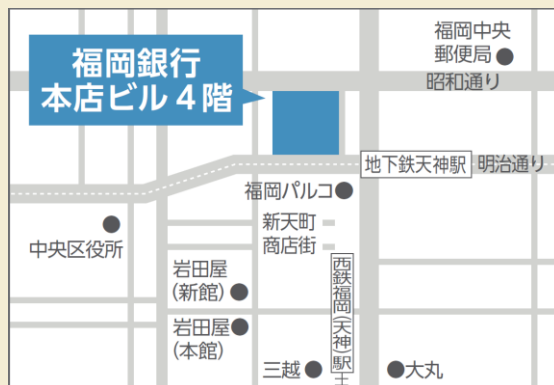 福岡中央
郵便局
昭和通り
福岡銀行
本店ビル4階
地下鉄天神駅
明治通り
福岡パルコ
新天町
商店街
中央区役所
岩田屋
(新館)
岩田屋
(本館)
西鉄福岡(天神)駅
三越
大丸